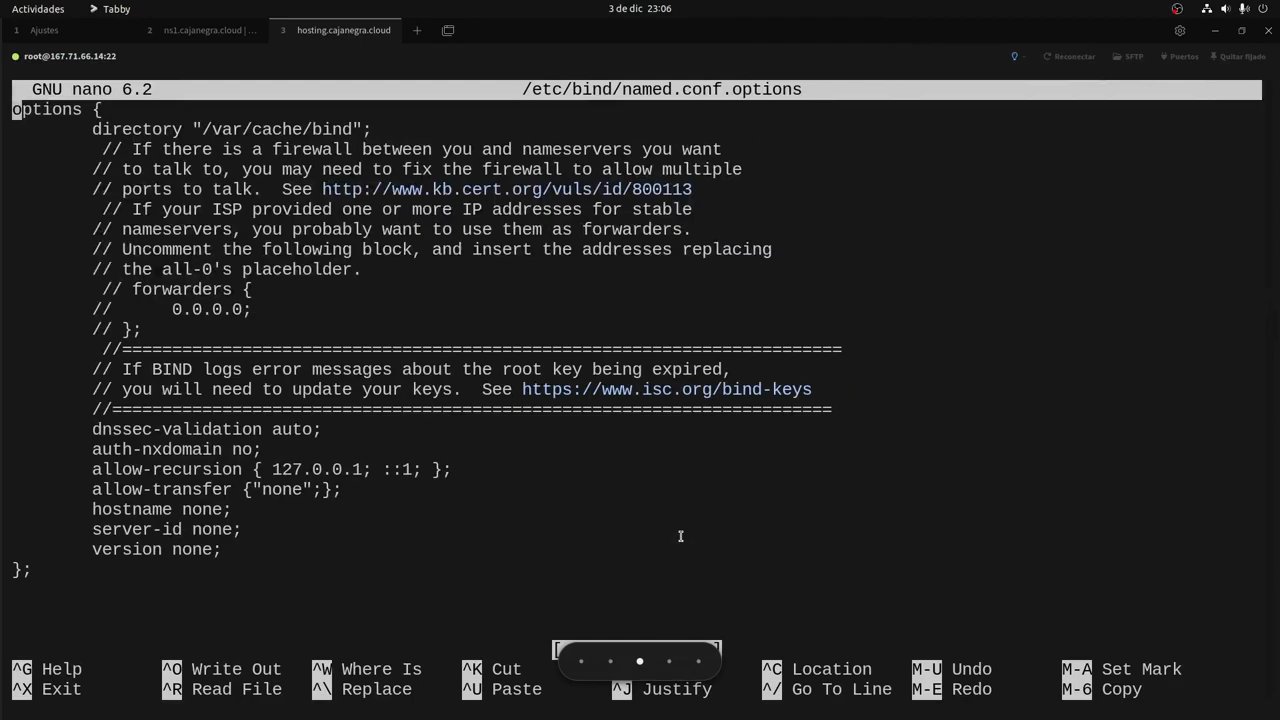 Actividades
Tabby
3 de dic 23:06
1 Ajustes
2 ns1.cajanegra.cloud | ...
3 hosting.cajanegra.cloud
root@167.71.66.14:22
Reconectar
SFTP
Puertos
Quitar fijado
GNU nano 6.2 /etc/bind/named.conf.options
options {
directory "/var/cache/bind";
// If there is a firewall between you and nameservers you want
// to talk to, you may need to fix the firewall to allow multiple
// ports to talk.  See http://www.kb.cert.org/vuls/id/800113
// If your ISP provided one or more IP addresses for stable
// nameservers, you probably want to use them as forwarders.
// Uncomment the following block, and insert the addresses replacing
// the all-0's placeholder.
// forwarders {
//      0.0.0.0;
// };
//========================================================================
// If BIND logs error messages about the root key being expired,
// you will need to update your keys.  See https://www.isc.org/bind-keys
//========================================================================
dnssec-validation auto;
auth-nxdomain no;
allow-recursion { 127.0.0.1; ::1; };
allow-transfer {"none";};
hostname none;
server-id none;
version none;
};
^G Help ^O Write Out ^W Where Is ^K Cut ^C Location M-U Undo M-A Set Mark
^X Exit ^R Read File ^\ Replace ^U Paste ^J Justify ^/ Go To Line M-E Redo M-6 Copy